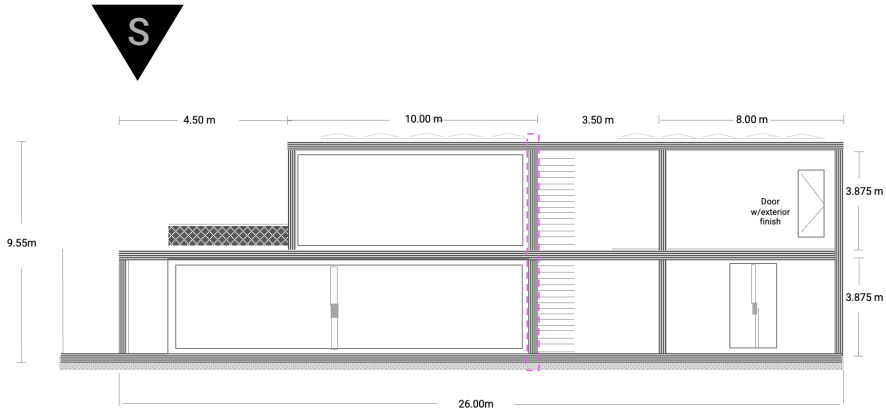 S
4.50 m
10.00 m
3.50 m
8.00 m
3.875 m
Door
w/exterior
finish
9.55m
3.875 m
26.00m